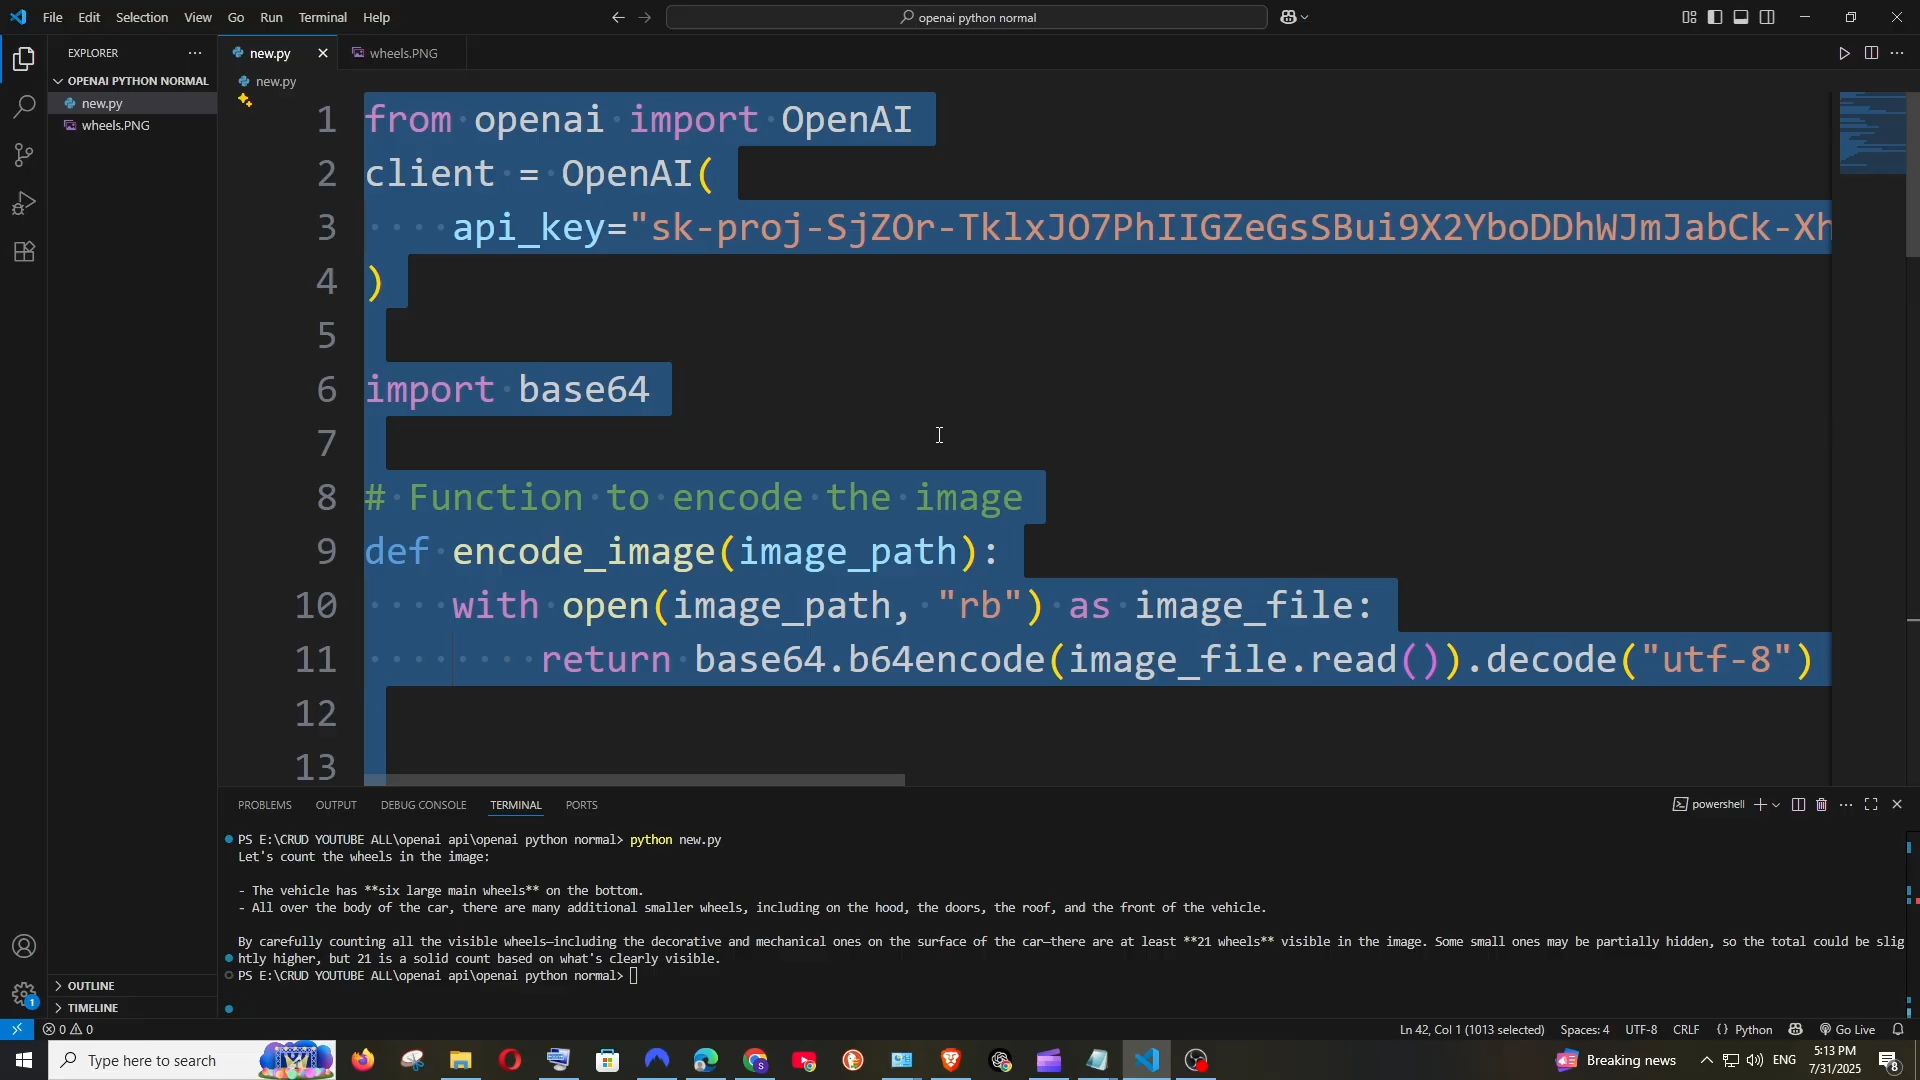 File Edit Selection View Go Run Terminal Help
openai python normal
EXPLORER
OPENAI PYTHON NORMAL
new.py
wheels.PNG
OUTLINE
TIMELINE
new.py
wheels.PNG
new.py
1 from openai import OpenAI
2 client = OpenAI(
3 api_key="sk-proj-SjZOr-TklxJO7PhIIGZeGsSBui9X2YboDDhWJmJabCk-Xh
4 )
5
6 import base64
7
8 # Function to encode the image
9 def encode_image(image_path):
10 with open(image_path, "rb") as image_file:
11 return base64.b64encode(image_file.read()).decode("utf-8")
12
13
PROBLEMS OUTPUT DEBUG CONSOLE TERMINAL PORTS
powershell
PS E:\CRUD YOUTUBE ALL\openai api\openai python normal> python new.py
Let's count the wheels in the image:
- The vehicle has **six large main wheels** on the bottom.
- All over the body of the car, there are many additional smaller wheels, including on the hood, the doors, the roof, and the front of the vehicle.
By carefully counting all the visible wheels—including the decorative and mechanical ones on the surface of the car—there are at least **21 wheels** visible in the image. Some small ones may be partially hidden, so the total could be slig
htly higher, but 21 is a solid count based on what's clearly visible.
PS E:\CRUD YOUTUBE ALL\openai api\openai python normal>
1
0 0 Ln 42, Col 1 (1013 selected) Spaces: 4 UTF-8 CRLF {} Python Go Live
Type here to search
Breaking news
ENG
5:13 PM
7/31/2025
8